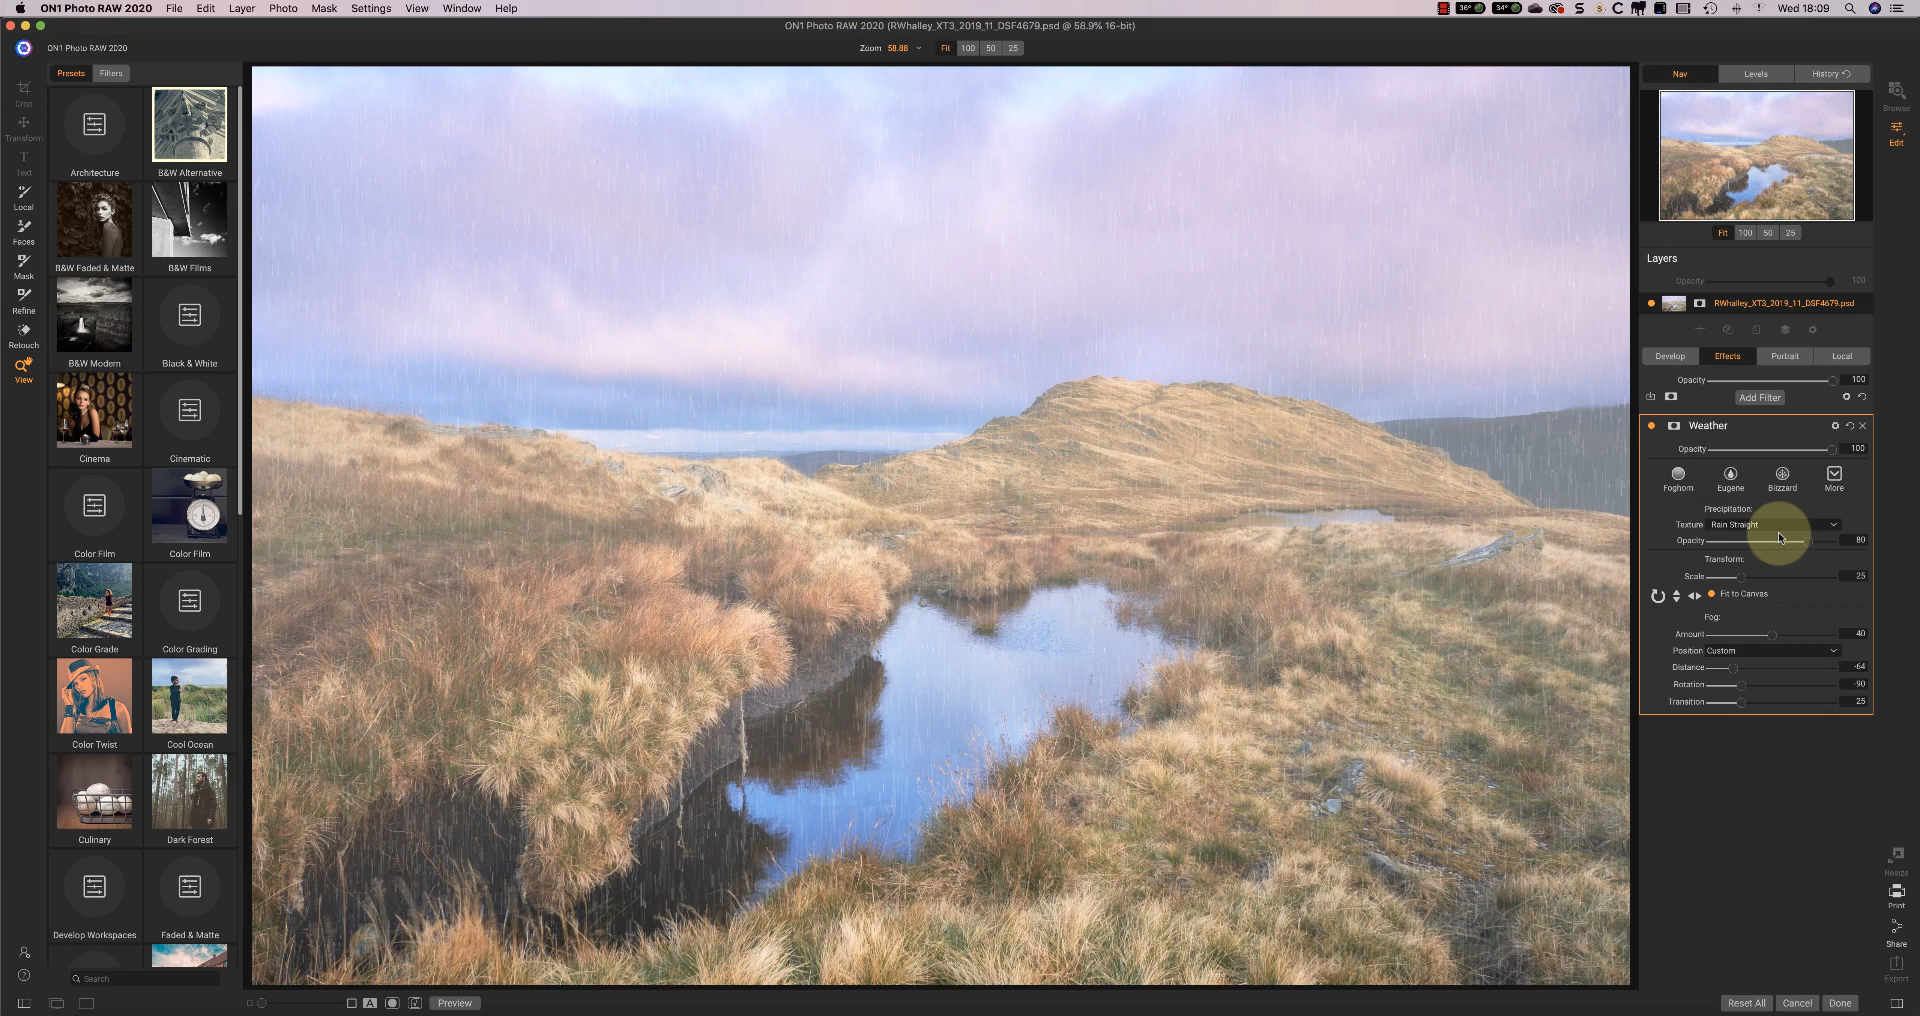 ON1 Photo RAW 2020 File Edit Layer Photo Mask Settings View Window Help
36° 34° Wed 18:09
ON1 Photo RAW 2020 (RWhalley_XT3_2019_11_DSF4679.psd @ 58.9% 16-bit)
ON1 Photo RAW 2020
Zoom 58.88 Fit 100 50 25
Presets Filters
Crop
Transform
Text
Local
Faces
Mask
Refine
Retouch
View
Architecture B&W Alternative
B&W Faded & Matte B&W Films
B&W Modern Black & White
Cinema Cinematic
Color Film Color Film
Color Grade Color Grading
Color Twist Cool Ocean
Culinary Dark Forest
Develop Workspaces Faded & Matte
Search
A Preview
Nav Levels History
Browse
Edit
Fit 100 50 25
Layers
Opacity 100
RWhalley_XT3_2019_11_DSF4679.psd
Develop Effects Portrait Local
Opacity 100
Add Filter
Weather
Opacity 100
Foghorn Eugene Blizzard More
Precipitation:
Texture Rain Straight
Opacity 80
Transform:
Scale 25
Fit to Canvas
Fog:
Amount 40
Position Custom
Distance -64
Rotation -90
Transition 25
Resize
Print
Share
Export
Reset All Cancel Done